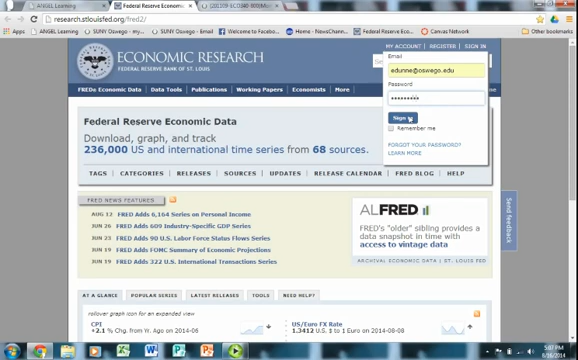 ANGEL Learning
Federal Reserve Economi
research.stlouisfed.org/fred2/
Apps
ANGEL Learning
SUNY Oswego
SUNY Oswego
Welcome to Facebook
Home - NewsChannel
Federal Reserve Econ
Oswego Network
Other bookmarks
MY ACCOUNT | REGISTER | SIGN IN
ECONOMIC RESEARCH
FEDERAL RESERVE BANK OF ST. LOUIS
Email
edunne@oswego.edu
Password
Sign
Remember me
FORGOT YOUR PASSWORD?
LEARN MORE
FRED® Economic Data
Data Tools
Publications
Working Papers
Economists
More
Federal Reserve Economic Data
Download, graph, and track
236,000 US and international time series from 68 sources.
TAGS | CATEGORIES | RELEASES | SOURCES | UPDATES | RELEASE CALENDAR | FRED BLOG | HELP
FRED NEWS FEATURES
AUG 12 FRED Adds 6,164 Series on Personal Income
JUN 26 FRED Adds 609 Industry-Specific GDP Series
JUN 23 FRED Adds 90 U.S. Labor Force Status Flows Series
JUN 19 FRED Adds FOMC Summary of Economic Projections
JUN 19 FRED Adds 322 U.S. International Transactions Series
ALFRED
FRED's "older" sibling provides a
data snapshot in time with
access to vintage data
ARCHIVAL ECONOMIC DATA | ST. LOUIS FED
Send feedback
AT A GLANCE
POPULAR SERIES
LATEST RELEASES
TOOLS
NEED HELP?
rollover graph icon for an expanded view
CPI
+2.1 % Chg. from Yr. Ago on 2014-06
US/Euro FX Rate
1.3412 U.S. $ to 1 Euro on 2014-08-08
5:07 PM
8/16/2014